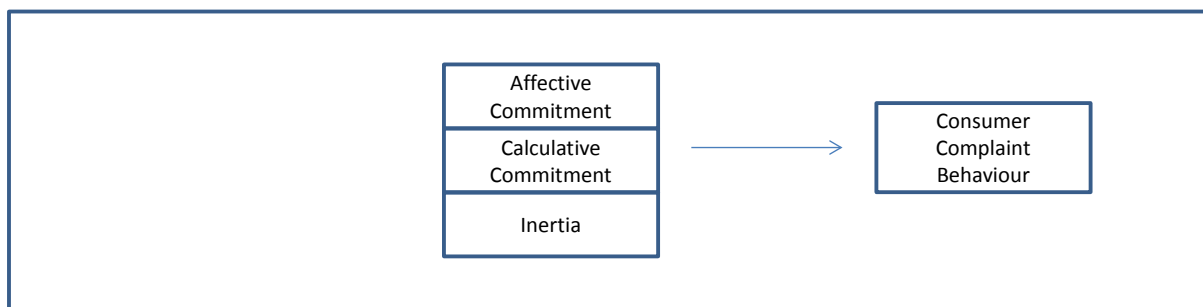 Affective
Commitment
Calculative
Commitment
Inertia
Consumer
Complaint
Behaviour